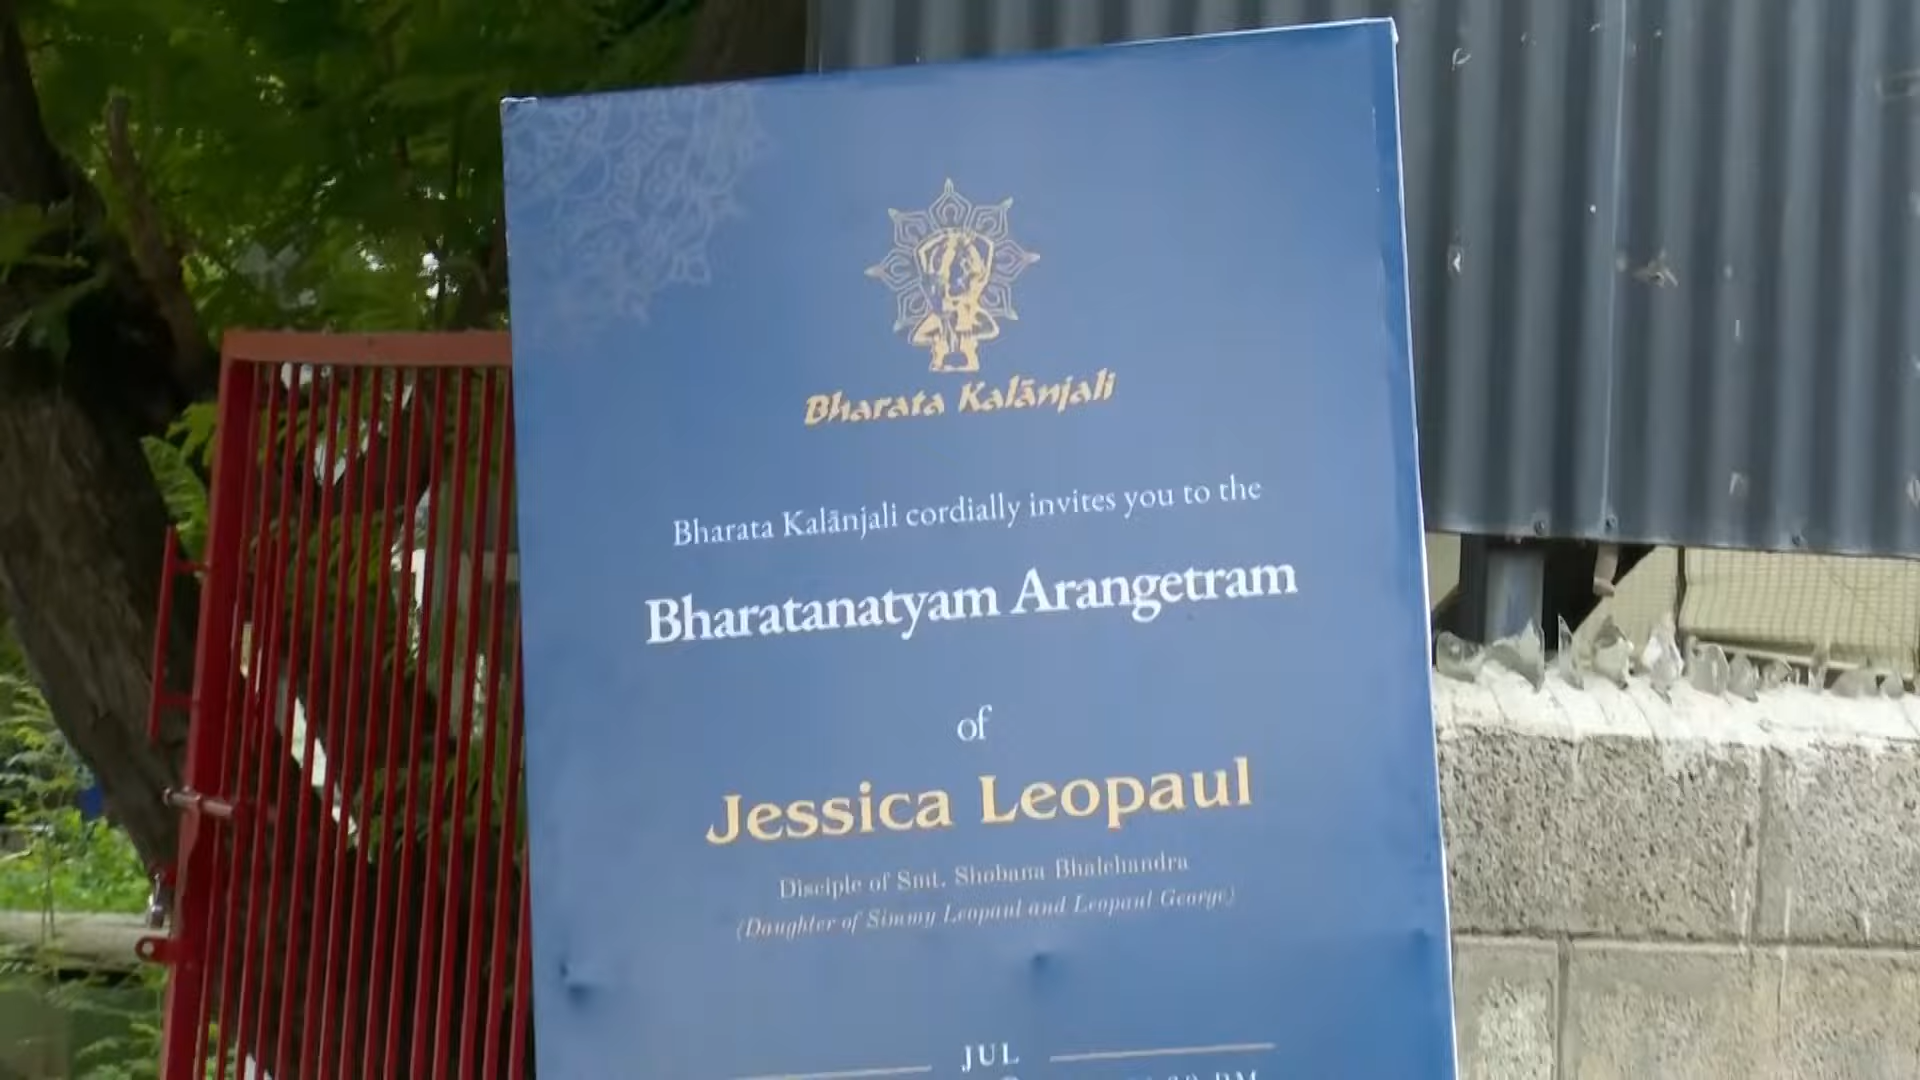 Bharata Kalānjali
Bharata Kalānjali cordially invites you to the
Bharatanatyam Arangetram
of
Jessica Leopaul
Disciple of Smt. Shobana Bhalchandra
(Daughter of Simmy Leopaul and Leopaul George)
JUL
PM